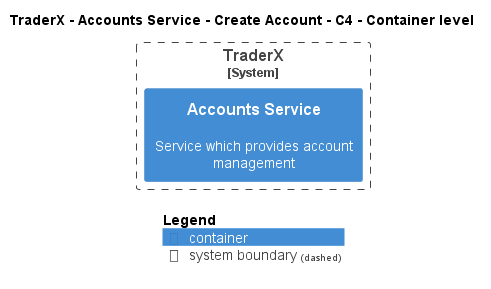 TraderX - Accounts Service - Create Account - C4 - Container level
TraderX
[System]
Accounts Service
Service which provides account
management
Legend
container
system boundary (dashed)